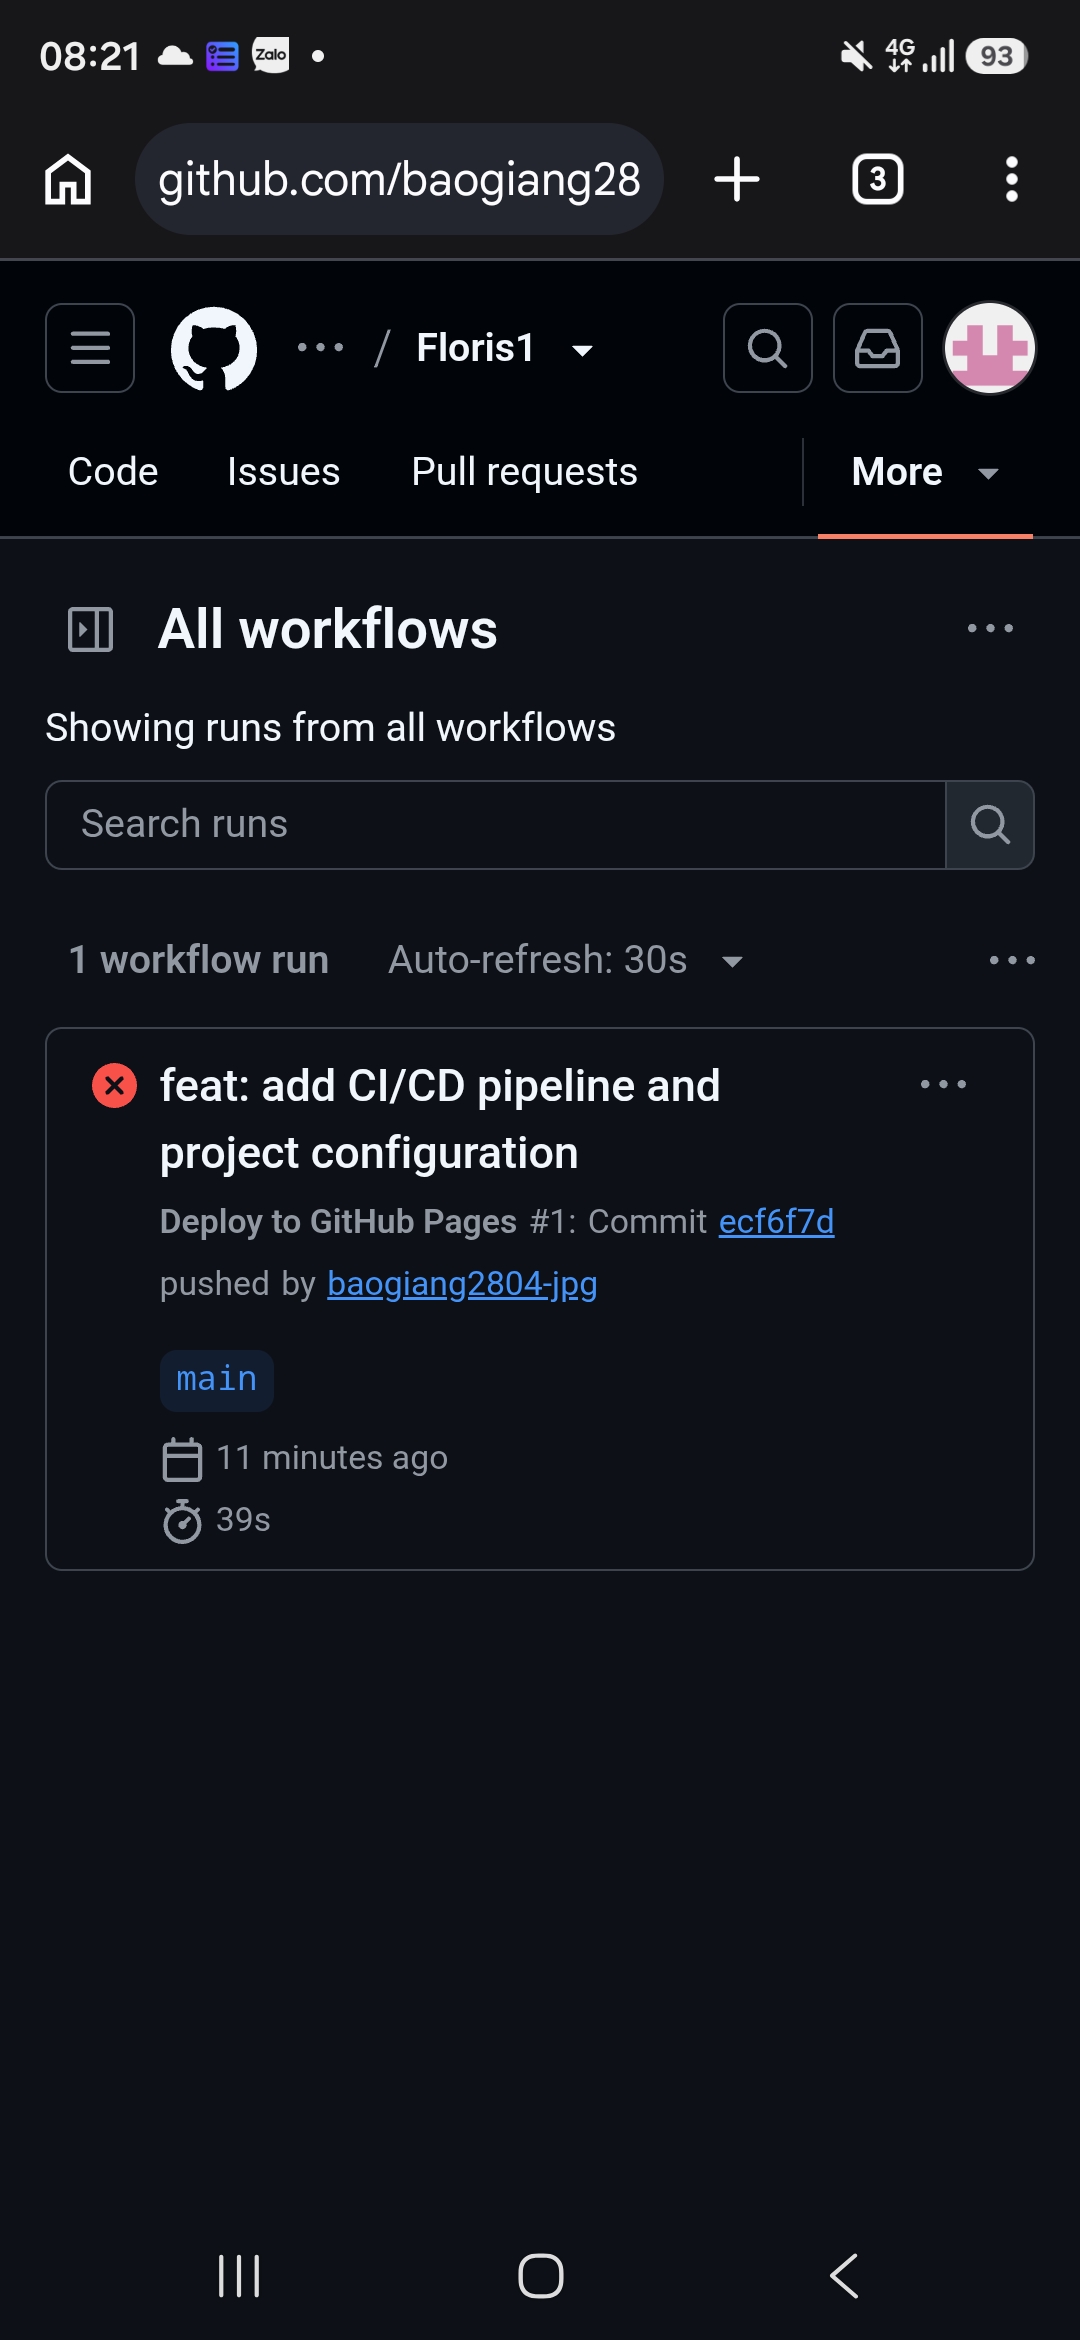 08:21 Zalo 4G 93
github.com/baogiang28 3
/ Floris1
Code Issues Pull requests More
All workflows
Showing runs from all workflows
Search runs
1 workflow run Auto-refresh: 30s
feat: add CI/CD pipeline and
project configuration
Deploy to GitHub Pages #1: Commit ecf6f7d
pushed by baogiang2804-jpg
main
11 minutes ago
39s